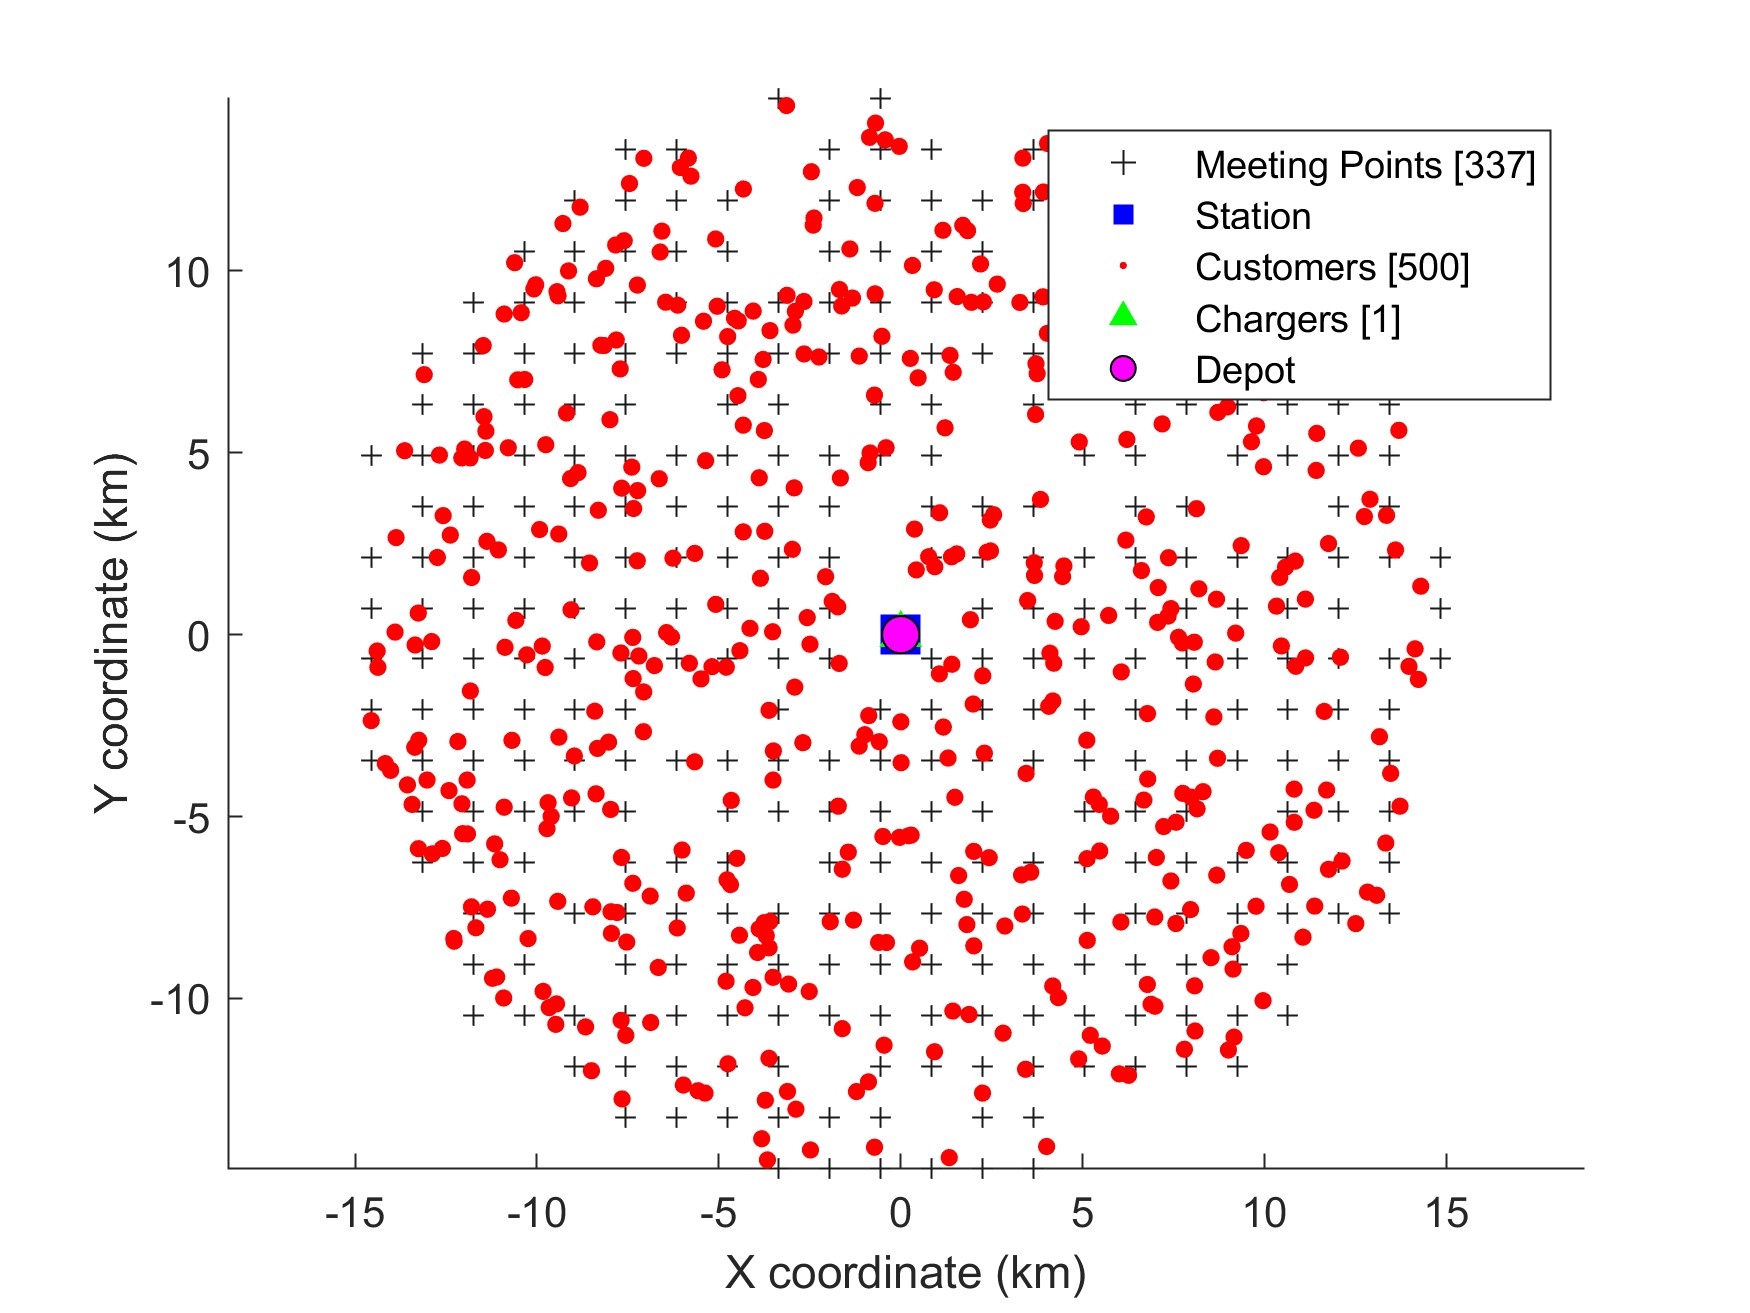 Meeting Points [337]
Station
Customers [500]
Chargers [1]
Depot
10
5
0
-5
-10
Y coordinate (km)
-15 -10 -5 0 5 10 15
X coordinate (km)